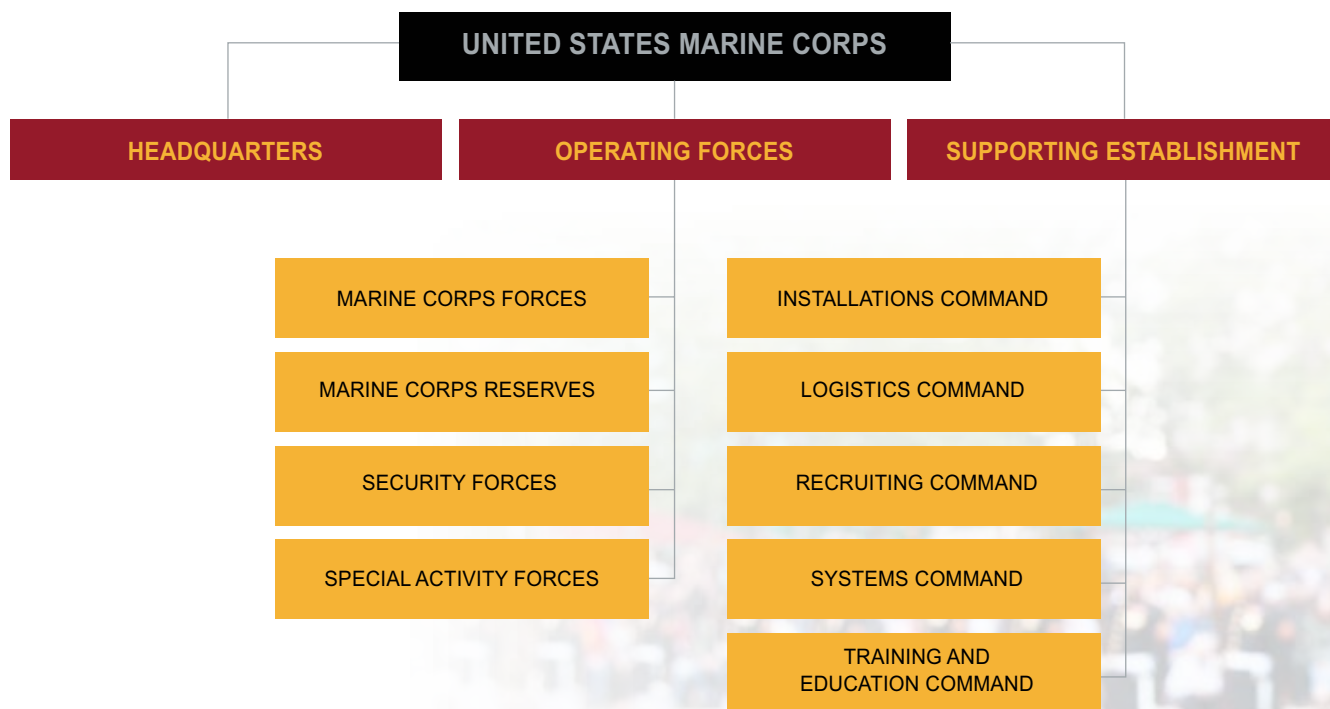 UNITED STATES MARINE CORPS
HEADQUARTERS
OPERATING FORCES
SUPPORTING ESTABLISHMENT
MARINE CORPS FORCES
MARINE CORPS RESERVES
SECURITY FORCES
SPECIAL ACTIVITY FORCES
INSTALLATIONS COMMAND
LOGISTICS COMMAND
RECRUITING COMMAND
SYSTEMS COMMAND
TRAINING AND
EDUCATION COMMAND